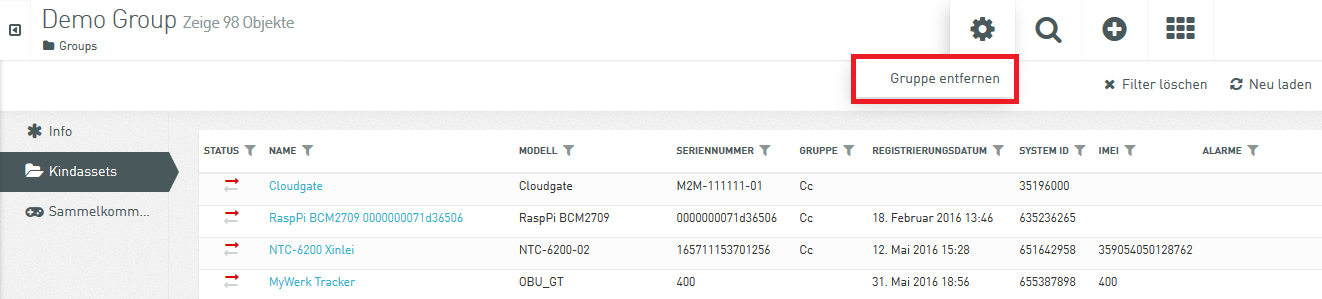 Demo Group Zeige 98 Objekte
Groups
Gruppe entfernen
Filter löschen Neu laden
Info
Kindassets
Sammelkomm...
STATUS NAME MODELL SERIENNUMMER GRUPPE REGISTRIERUNGSDATUM SYSTEM ID IMEI ALARME
Cloudgate Cloudgate M2M-111111-01 Cc 35196000
RaspPi BCM2709 0000000071d36506 RaspPi BCM2709 0000000071d36506 Cc 18. Februar 2016 13:46 635236265
NTC-6200 Xinlei NTC-6200-02 165711153701256 Cc 12. Mai 2016 15:28 651642958 359054050128762
MyWerk Tracker OBU_GT 400 31. Mai 2016 18:56 655387898 400